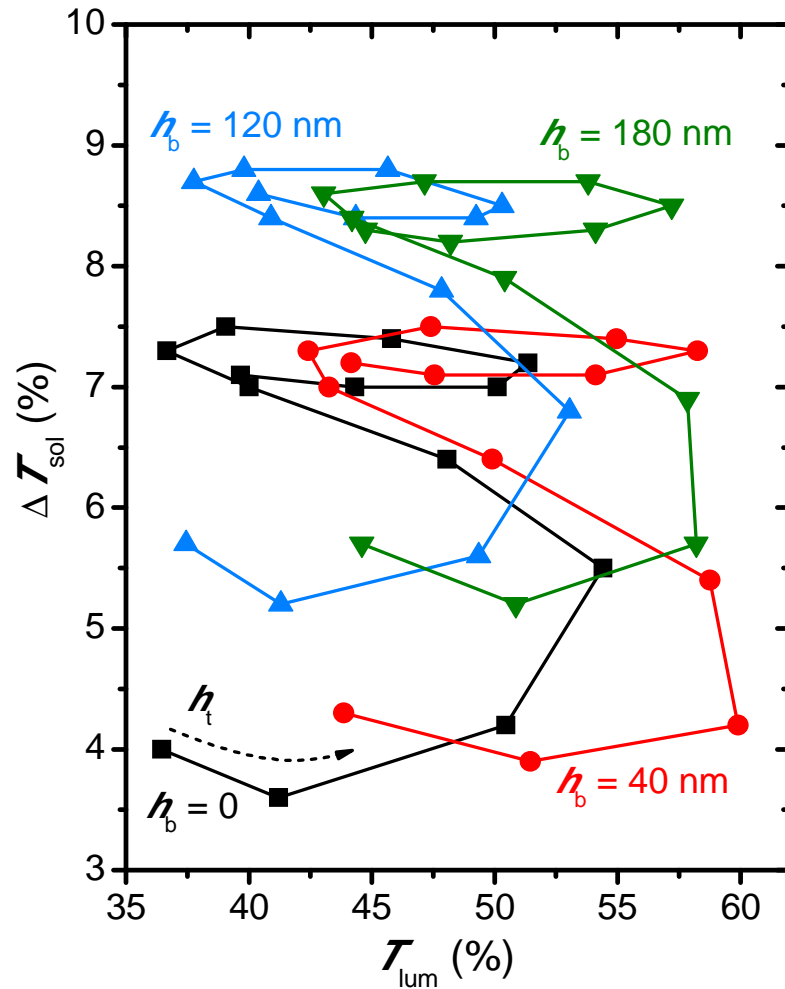 10
9
8
7
6
5
4
3
Δ T_sol (%)
h_b = 120 nm
h_b = 180 nm
h_t
h_b = 0
h_b = 40 nm
35 40 45 50 55 60
T_lum (%)